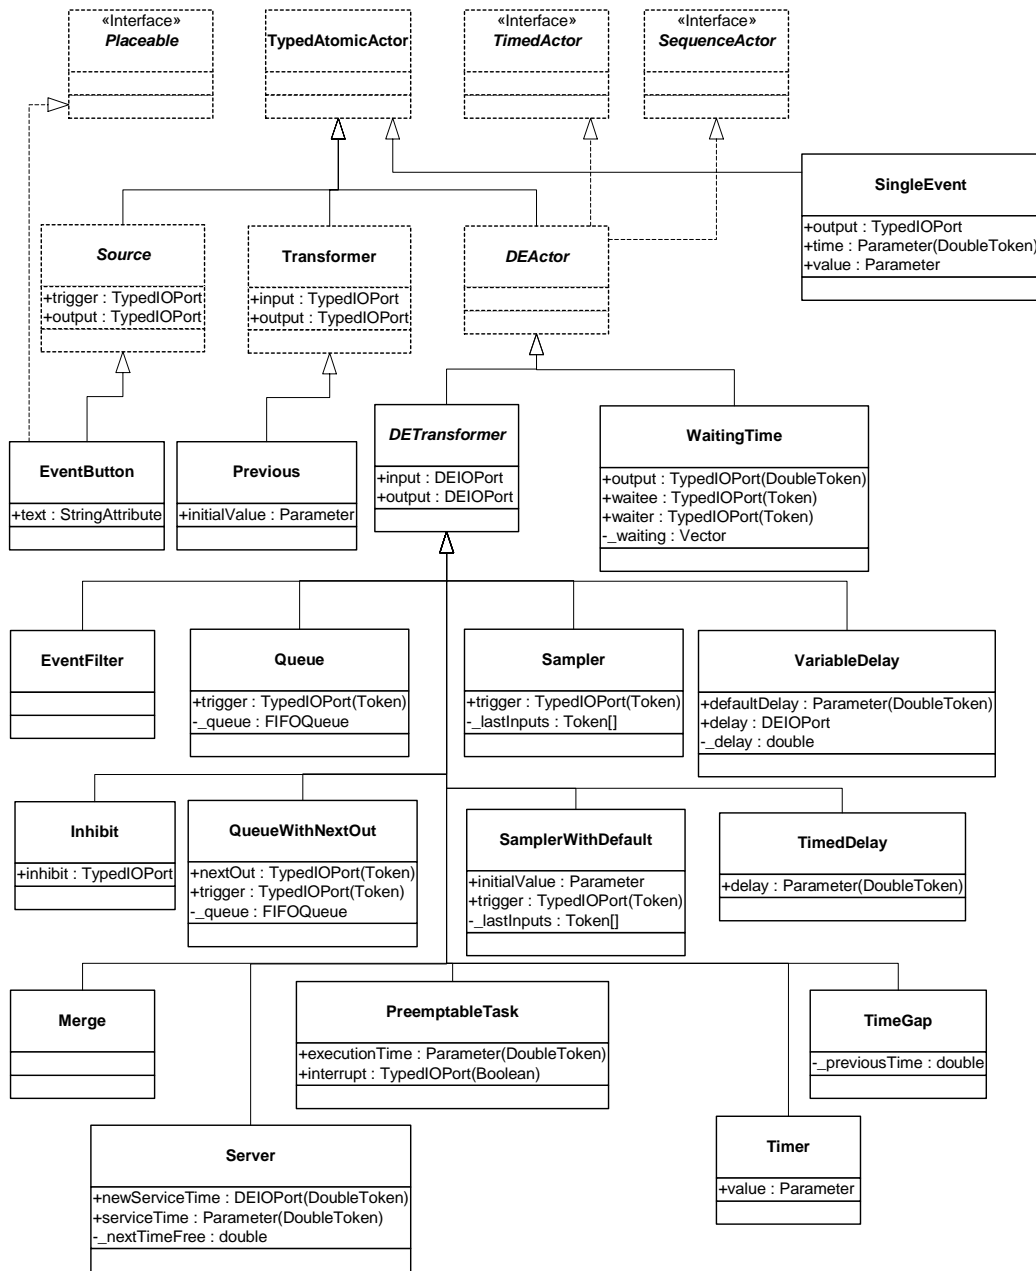 «Interface»
Placeable
TypedAtomicActor
«Interface»
TimedActor
«Interface»
SequenceActor
SingleEvent
+output : TypedIOPort
+time : Parameter(DoubleToken)
+value : Parameter
Source
+trigger : TypedIOPort
+output : TypedIOPort
Transformer
+input : TypedIOPort
+output : TypedIOPort
DEActor
EventButton
+text : StringAttribute
Previous
+initialValue : Parameter
DETransformer
+input : DEIOPort
+output : DEIOPort
WaitingTime
+output : TypedIOPort(DoubleToken)
+waitee : TypedIOPort(Token)
+waiter : TypedIOPort(Token)
-_waiting : Vector
EventFilter
Queue
+trigger : TypedIOPort(Token)
-_queue : FIFOQueue
Sampler
+trigger : TypedIOPort(Token)
-_lastInputs : Token[]
VariableDelay
+defaultDelay : Parameter(DoubleToken)
+delay : DEIOPort
-_delay : double
Inhibit
+inhibit : TypedIOPort
QueueWithNextOut
+nextOut : TypedIOPort(Token)
+trigger : TypedIOPort(Token)
-_queue : FIFOQueue
SamplerWithDefault
+initialValue : Parameter
+trigger : TypedIOPort(Token)
-_lastInputs : Token[]
TimedDelay
+delay : Parameter(DoubleToken)
Merge
PreemptableTask
+executionTime : Parameter(DoubleToken)
+interrupt : TypedIOPort(Boolean)
TimeGap
-_previousTime : double
Server
+newServiceTime : DEIOPort(DoubleToken)
+serviceTime : Parameter(DoubleToken)
-_nextTimeFree : double
Timer
+value : Parameter